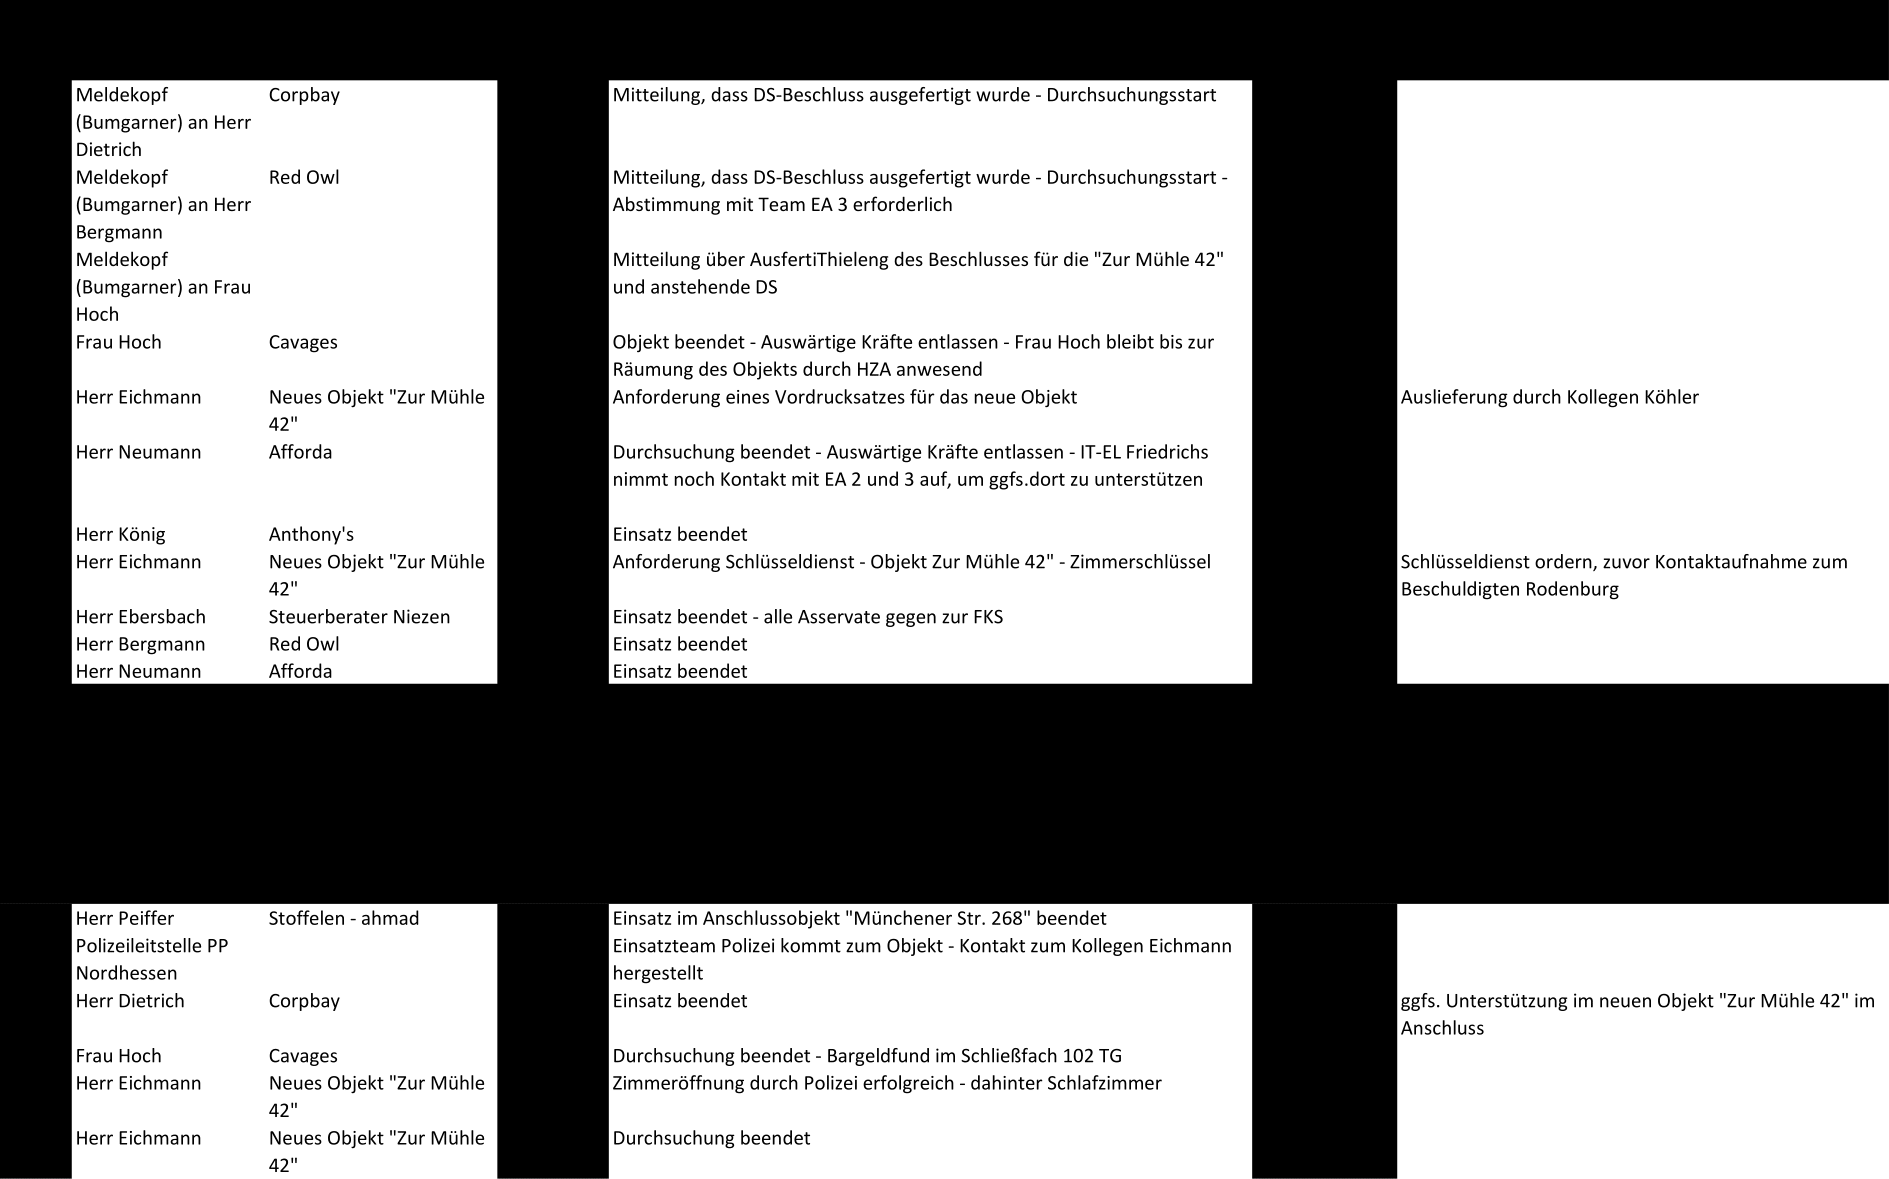 Meldekopf Corpbay Mitteilung, dass DS-Beschluss ausgefertigt wurde - Durchsuchungsstart
(Bumgarner) an Herr
Dietrich
Meldekopf Red Owl Mitteilung, dass DS-Beschluss ausgefertigt wurde - Durchsuchungsstart -
(Bumgarner) an Herr Abstimmung mit Team EA 3 erforderlich
Bergmann
Meldekopf Mitteilung über AusfertiThieleng des Beschlusses für die "Zur Mühle 42"
(Bumgarner) an Frau und anstehende DS
Hoch
Frau Hoch Cavages Objekt beendet - Auswärtige Kräfte entlassen - Frau Hoch bleibt bis zur
Räumung des Objekts durch HZA anwesend
Herr Eichmann Neues Objekt "Zur Mühle Anforderung eines Vordrucksatzes für das neue Objekt Auslieferung durch Kollegen Köhler
42"
Herr Neumann Afforda Durchsuchung beendet - Auswärtige Kräfte entlassen - IT-EL Friedrichs
nimmt noch Kontakt mit EA 2 und 3 auf, um ggfs.dort zu unterstützen
Herr König Anthony's Einsatz beendet
Herr Eichmann Neues Objekt "Zur Mühle Anforderung Schlüsseldienst - Objekt Zur Mühle 42" - Zimmerschlüssel Schlüsseldienst ordern, zuvor Kontaktaufnahme zum
42" Beschuldigten Rodenburg
Herr Ebersbach Steuerberater Niezen Einsatz beendet - alle Asservate gegen zur FKS
Herr Bergmann Red Owl Einsatz beendet
Herr Neumann Afforda Einsatz beendet
Herr Peiffer Stoffelen - ahmad Einsatz im Anschlussobjekt "Münchener Str. 268" beendet
Polizeileitstelle PP Einsatzteam Polizei kommt zum Objekt - Kontakt zum Kollegen Eichmann
Nordhessen hergestellt
Herr Dietrich Corpbay Einsatz beendet ggfs. Unterstützung im neuen Objekt "Zur Mühle 42" im
Anschluss
Frau Hoch Cavages Durchsuchung beendet - Bargeldfund im Schließfach 102 TG
Herr Eichmann Neues Objekt "Zur Mühle Zimmeröffnung durch Polizei erfolgreich - dahinter Schlafzimmer
42"
Herr Eichmann Neues Objekt "Zur Mühle Durchsuchung beendet
42"